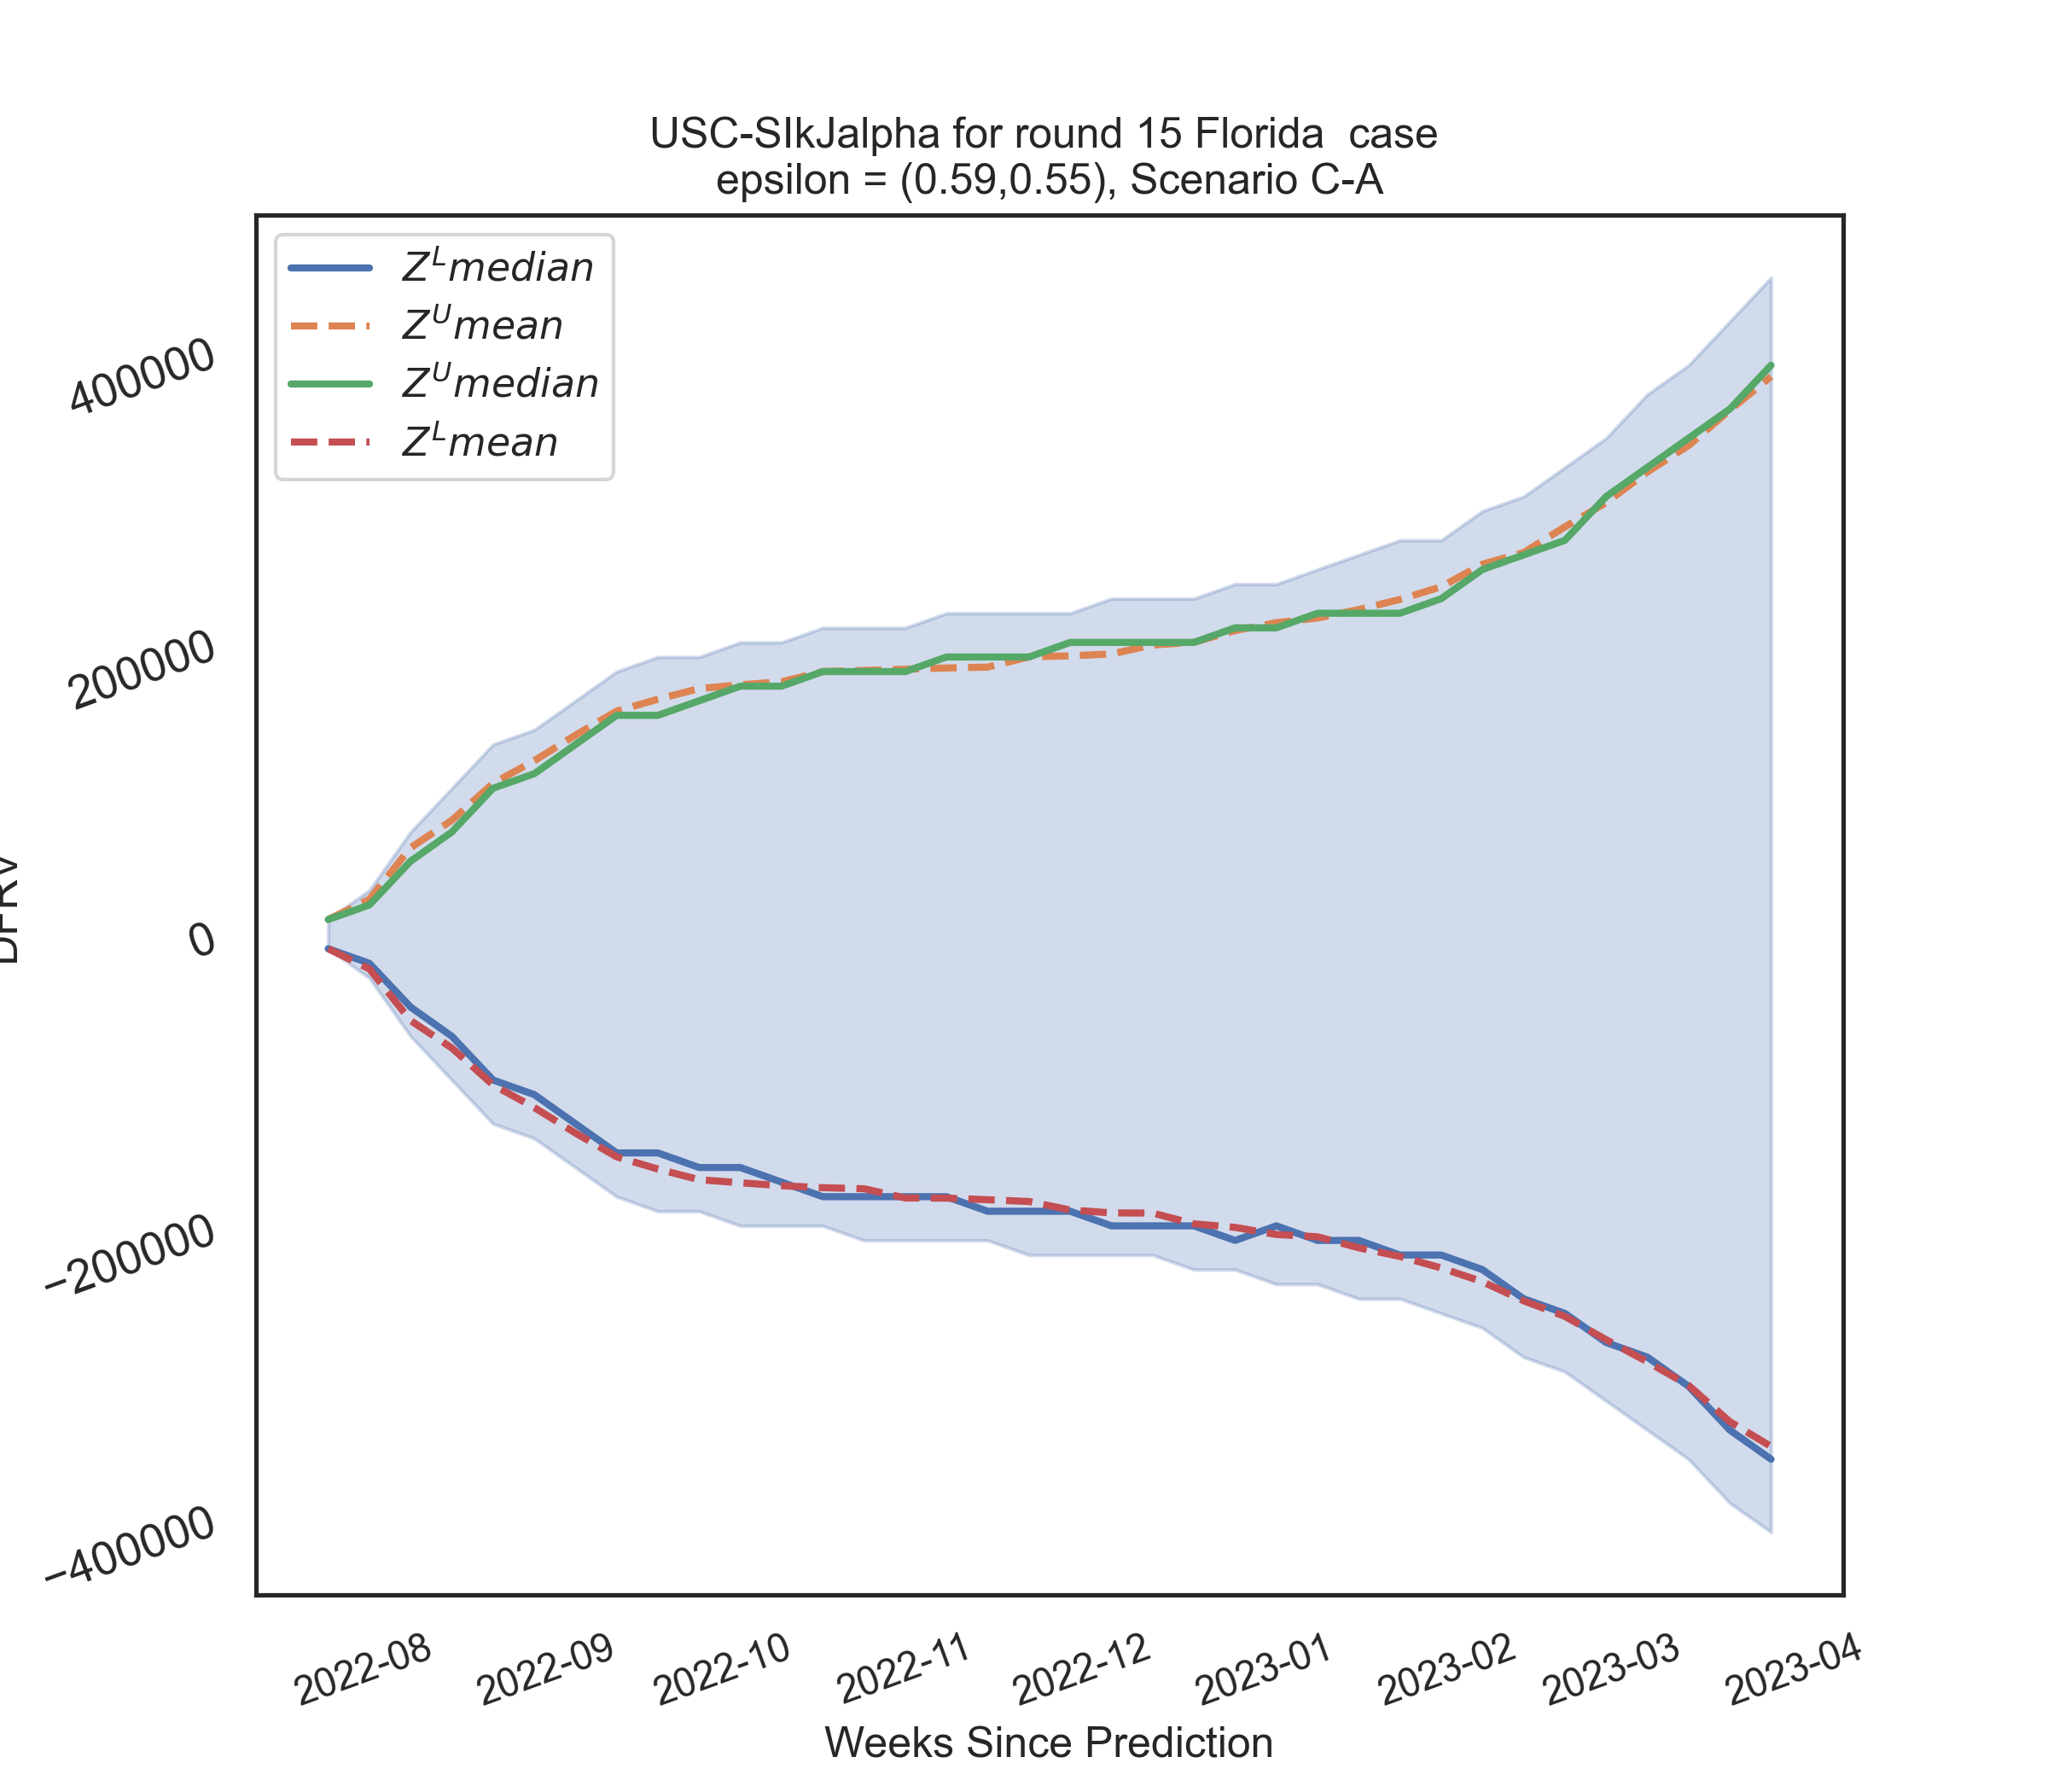 USC-SIkJalpha for round 15 Florida  case
epsilon = (0.59,0.55), Scenario C-A
Z^L median
Z^U mean
Z^U median
Z^L mean
400000
200000
0
−200000
−400000
2022-08
2022-09
2022-10
2022-11
2022-12
2023-01
2023-02
2023-03
2023-04
Weeks Since Prediction